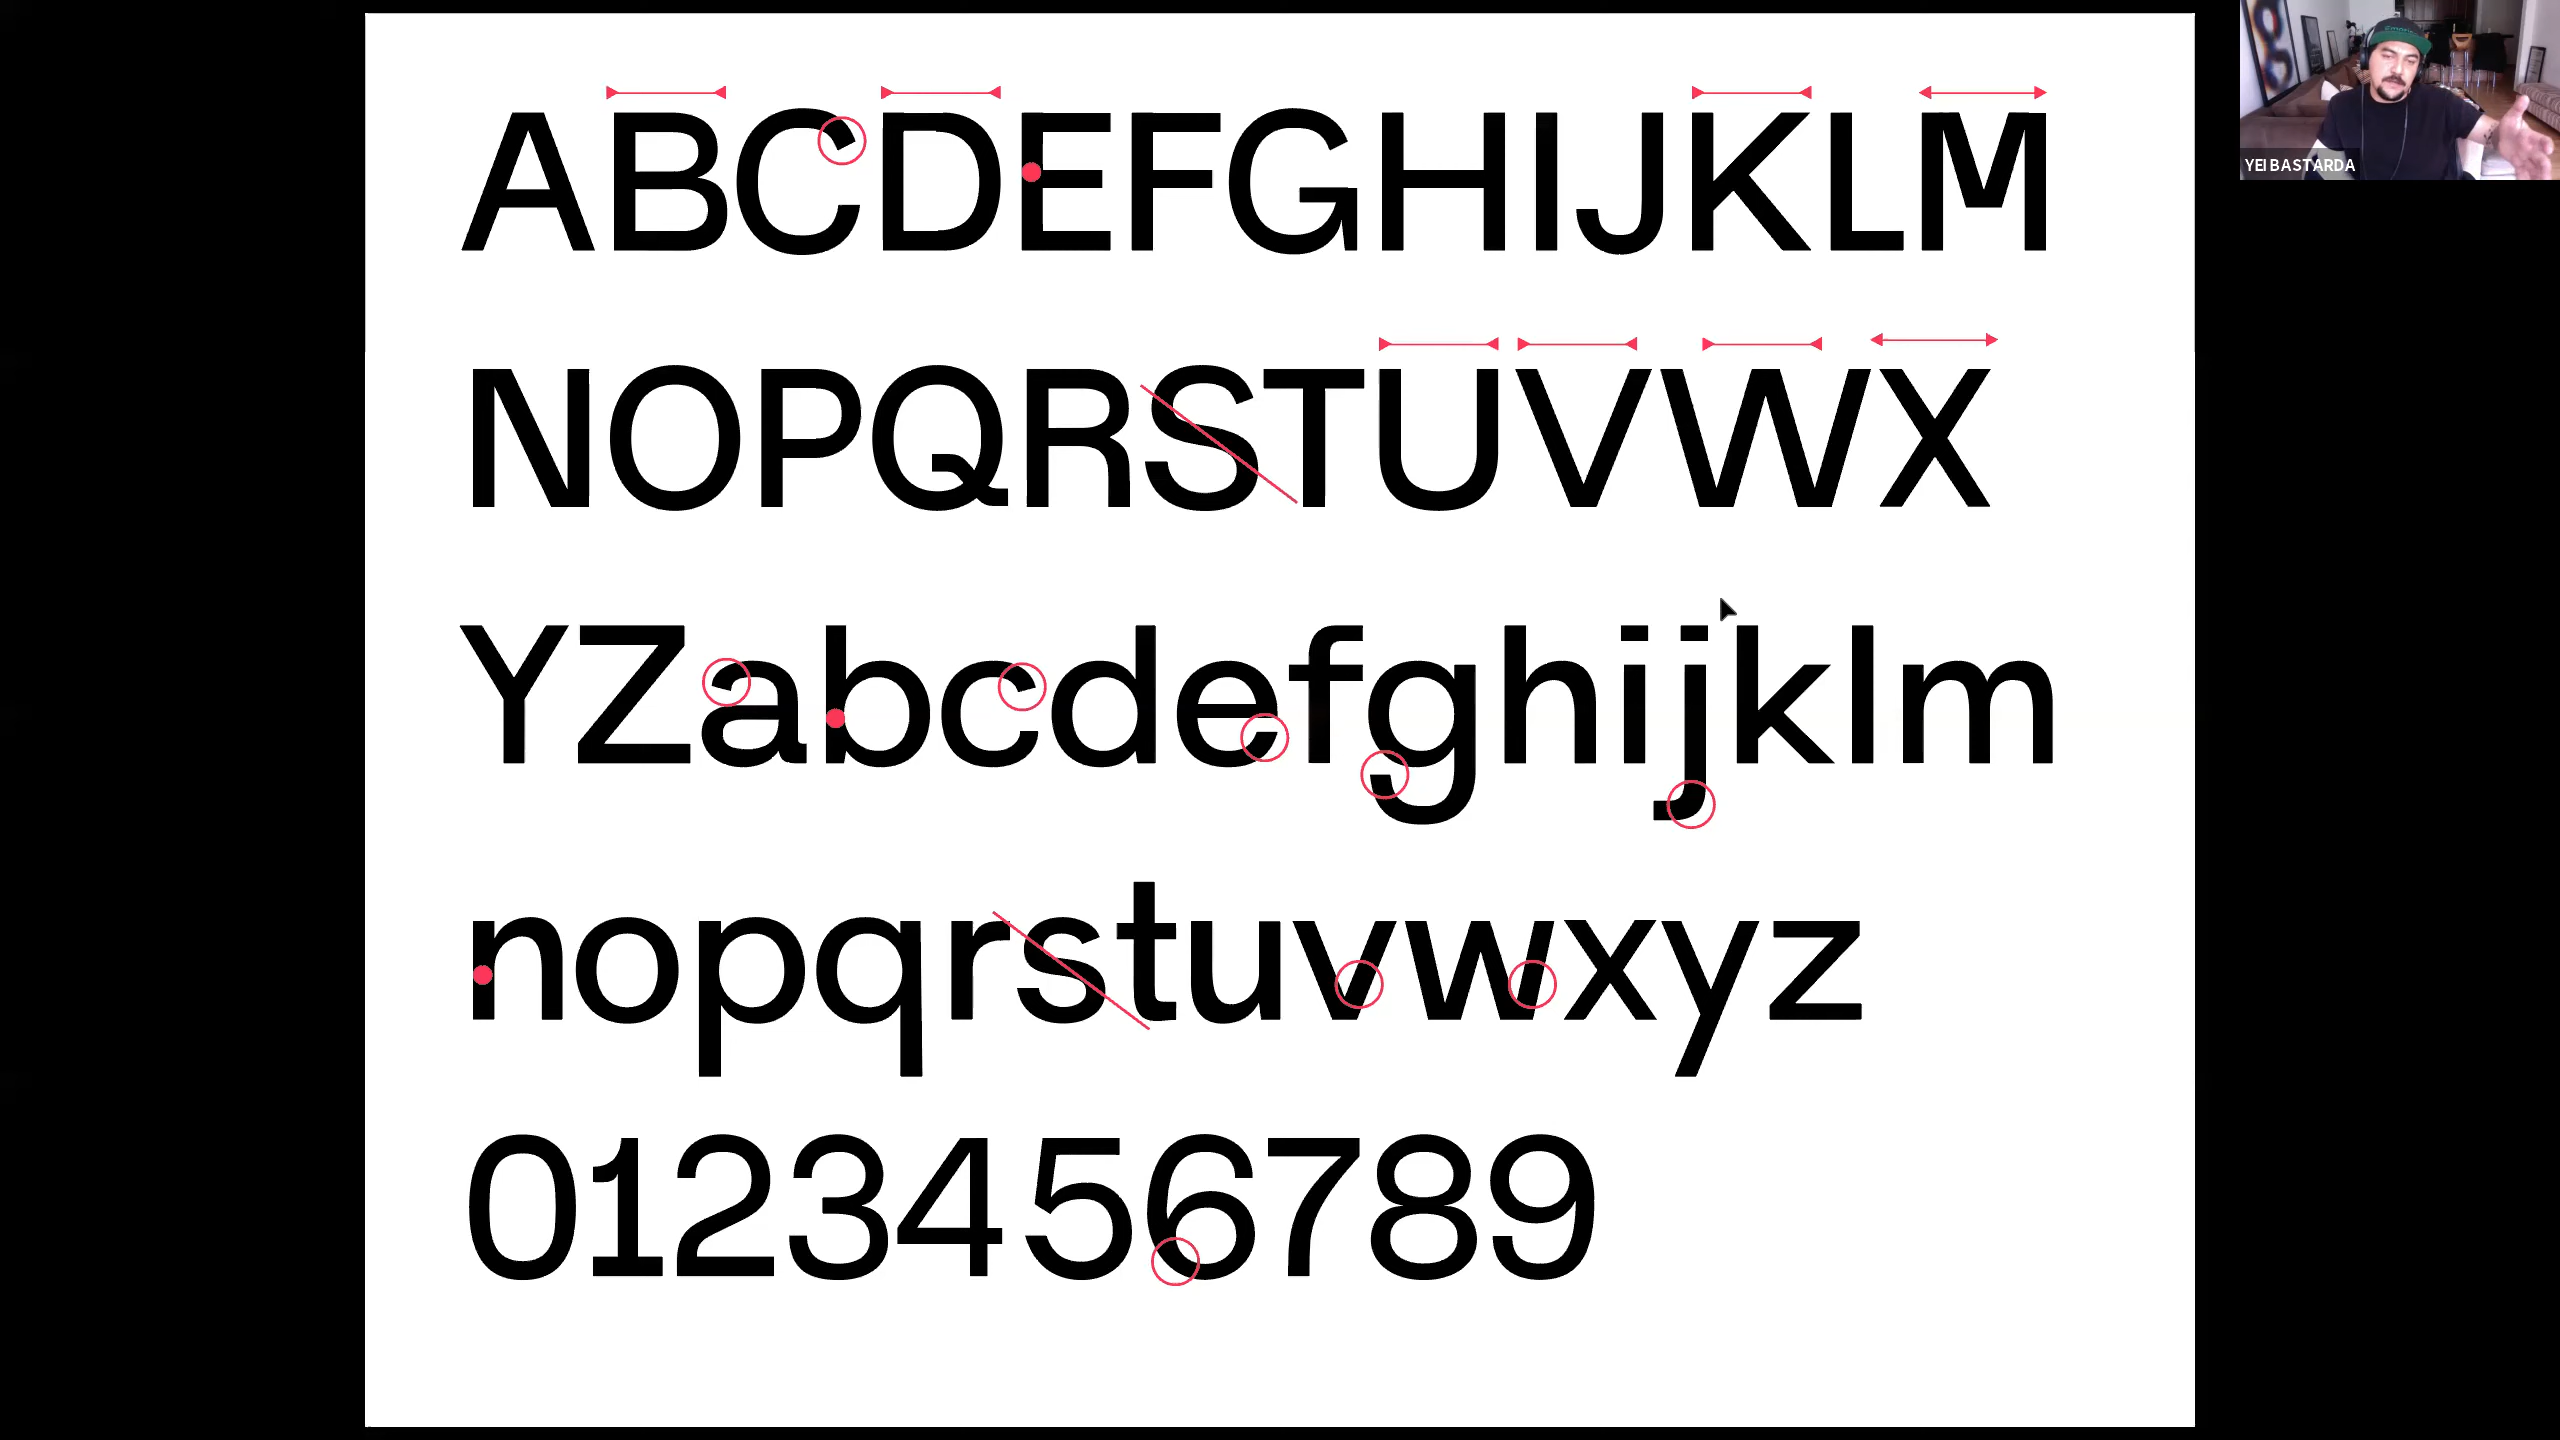 ABCDEFGHIJKLM
NOPQRSTUVWX
YZabcdefghijklm
nopqrstuvwxyz
0123456789
YEI BASTARDA